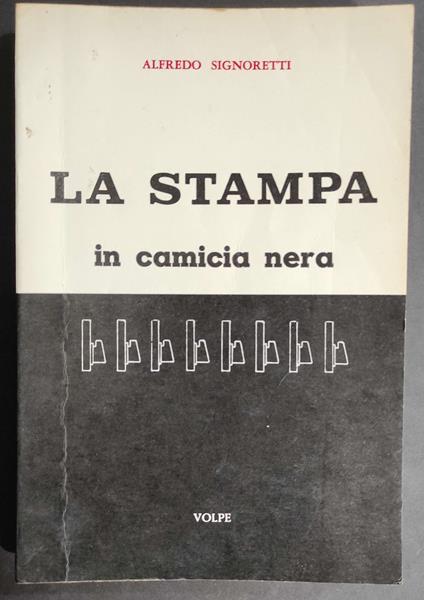 ALFREDO SIGNORETTI
LA STAMPA
in camicia nera
VOLPE